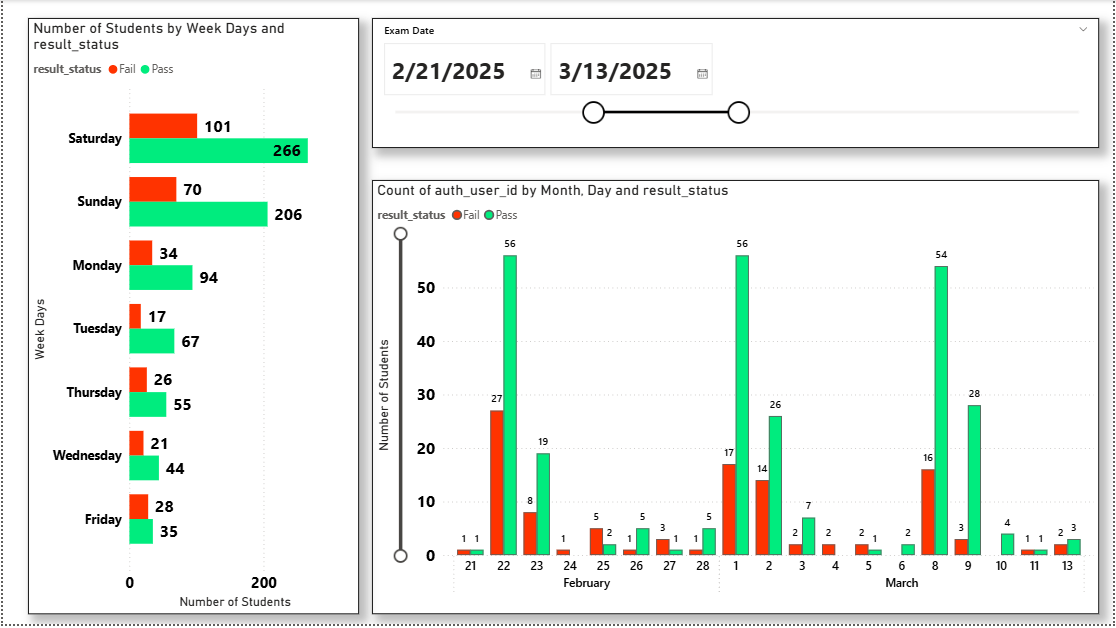 Number of Students by Week Days and
result_status
result_status Fail Pass
Week Days
Saturday 101 266
Sunday 70 206
Monday 34 94
Tuesday 17 67
Thursday 26 55
Wednesday 21 44
Friday 28 35
0 200
Number of Students
Exam Date
2/21/2025 3/13/2025
Count of auth_user_id by Month, Day and result_status
result_status Fail Pass
Number of Students
50
40
30
20
10
0
1 1 27 56 8 19 1 5 2 1 5 3 1 1 5 17 56 14 26 2 7 2 2 1 2 16 54 3 28 4 1 1 2 3
21 22 23 24 25 26 27 28 1 2 3 4 5 6 8 9 10 11 13
February March